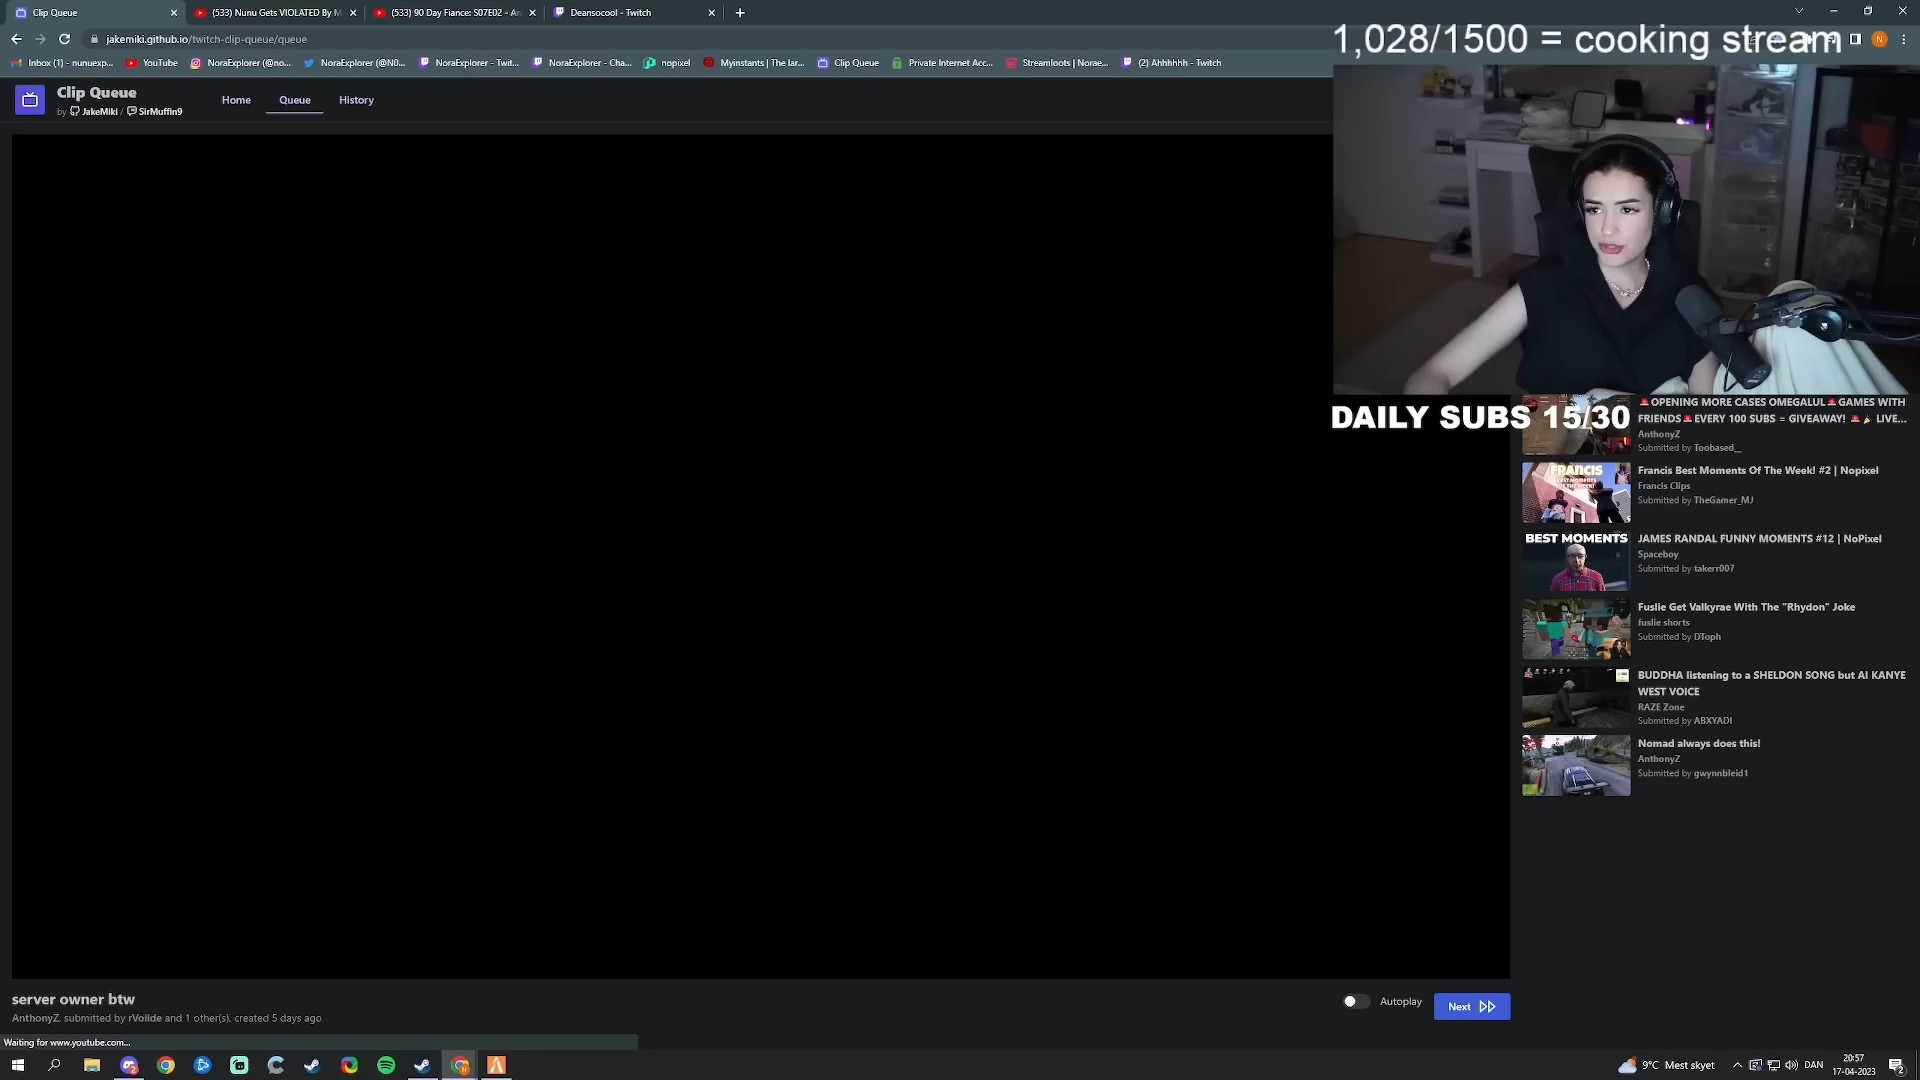 Clip Queue
(533) Nunu Gets VIOLATED By M
(533) 90 Day Fiance: S07E02 - An
Deansocool - Twitch
jakemiki.github.io/twitch-clip-queue/queue
1,028/1500 = cooking stream
Inbox (1) - nunuexp...
YouTube
NoraExplorer (@no...
NoraExplorer (@N0...
NoraExplorer - Twit...
NoraExplorer - Cha...
nopixel
Myinstants | The lar...
Clip Queue
Private Internet Acc...
Streamloots | Norae...
(2) Ahhhhhh - Twitch
Clip Queue
by JakeMiki / SirMuffin9
Home
Queue
History
DAILY SUBS 15/30
🚨OPENING MORE CASES OMEGALUL🚨GAMES WITH
FRIENDS🚨EVERY 100 SUBS = GIVEAWAY! 🚨🎉 LIVE...
AnthonyZ
Submitted by Toobased__
FRANCIS
Francis Best Moments Of The Week! #2 | Nopixel
Francis Clips
Submitted by TheGamer_MJ
BEST MOMENTS
JAMES RANDAL FUNNY MOMENTS #12 | NoPixel
Spaceboy
Submitted by takerr007
Fuslie Get Valkyrae With The "Rhydon" Joke
fuslie shorts
Submitted by DToph
BUDDHA listening to a SHELDON SONG but AI KANYE
WEST VOICE
RAZE Zone
Submitted by ABXYADI
Nomad always does this!
AnthonyZ
Submitted by gwynnbleid1
server owner btw
AnthonyZ, submitted by rVoiide and 1 other(s), created 5 days ago
Autoplay
Next
Waiting for www.youtube.com...
9°C Mest skyet
DAN
20:57
17-04-2023
2